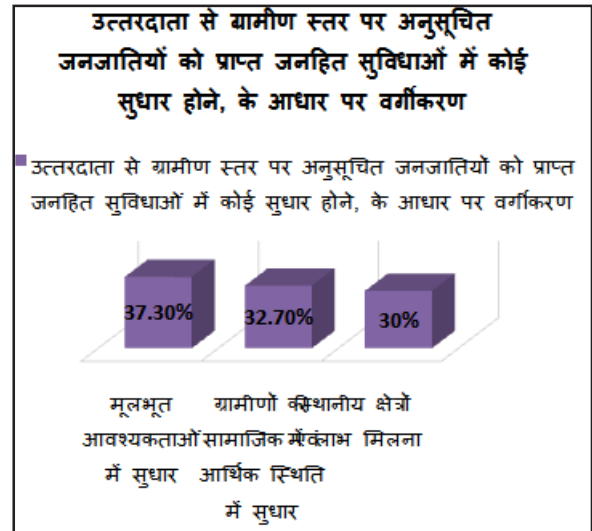 उत्तरदाता से ग्रामीण स्तर पर अनुसूचित
जनजातियों को प्राप्त जनहित सुविधाओं में कोई
सुधार होने, के आधार पर वर्गीकरण
उत्तरदाता से ग्रामीण स्तर पर अनुसूचित जनजातियों को प्राप्त
जनहित सुविधाओं में कोई सुधार होने, के आधार पर वर्गीकरण
37.30%
32.70%
30%
मूलभूत
आवश्यकताओं
में सुधार
ग्रामीणों की
सामाजिक एवं
आर्थिक स्थिति
में सुधार
स्थानीय क्षेत्रों
में लाभ मिलना